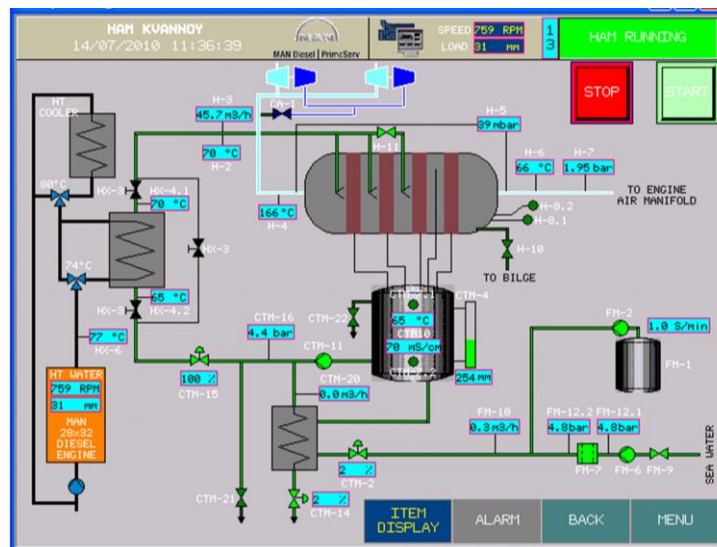 HAM KVANNOY
14/07/2010 11:36:39
MAN
MAN Diesel | PrimeServ
SPEED 759 RPM
LOAD 31 mm
1
3
HAM RUNNING
STOP
START
HT
COOLER
H-3
45.7 m3/h
70 °C
H-2
CA-1
H-11
H-5
39 mbar
H-6
66 °C
H-7
1.95 bar
TO ENGINE
AIR MANIFOLD
166 °C
H-4
H-8.2
H-8.1
H-10
TO BILGE
80°C
HX-3
HX-4.1
70 °C
HX-3
74°C
65 °C
HX-3
HX-4.2
77 °C
HX-6
CTM-16
4.4 bar
CTM-22
CTM-11
CTM-4
65 °C
CTM10
70 mS/cm
254 mm
FM-2
1.0 S/min
FM-1
100 %
CTM-15
CTM-20
0.0 m3/h
HT WATER
759 RPM
31 mm
MAN
28x32
DIESEL
ENGINE
FM-10
0.3 m3/h
FM-12.2
4.8bar
FM-12.1
4.8bar
FM-7
FM-6
FM-9
SEA WATER
2 %
CTM-2
CTM-21
2 %
CTM-14
ITEM
DISPLAY
ALARM
BACK
MENU